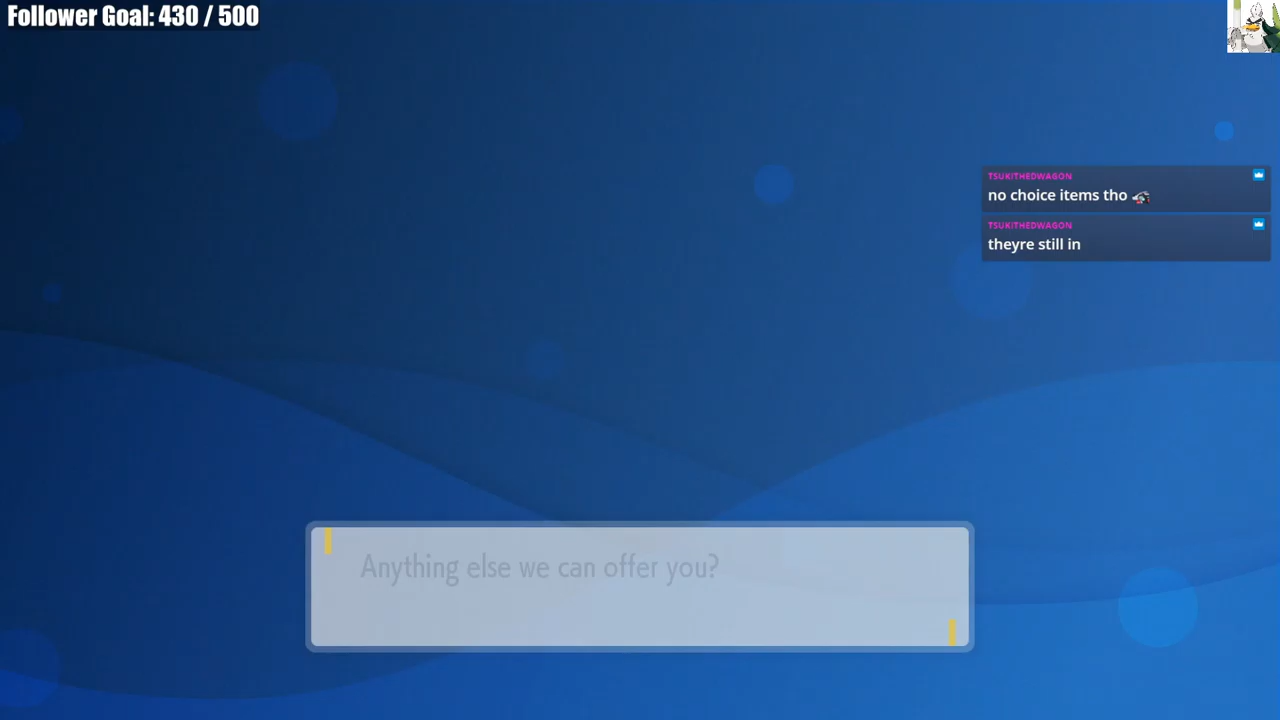 Follower Goal: 430 / 500
TSUKITHEDWAGON
no choice items tho
TSUKITHEDWAGON
theyre still in
Anything else we can offer you?